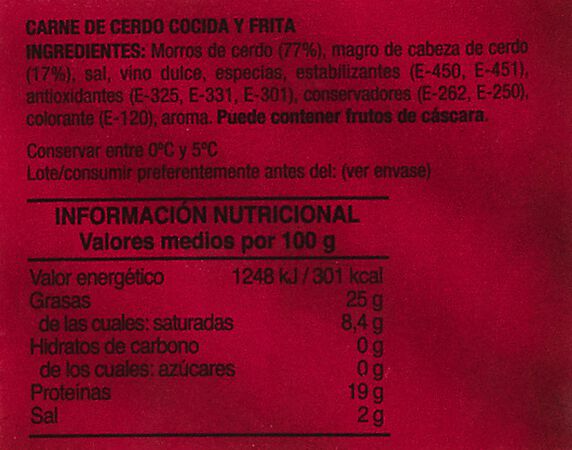 CARNE DE CERDO COCIDA Y FRITA
INGREDIENTES: Morros de cerdo (77%), magro de cabeza de cerdo
(17%), sal, vino dulce, especias, estabilizantes (E-450, E-451),
antioxidantes (E-325, E-331, E-301), conservadores (E-262, E-250),
colorante (E-120), aroma. Puede contener frutos de cáscara.
Conservar entre 0ºC y 5ºC
Lote/consumir preferentemente antes del: (ver envase)
INFORMACIÓN NUTRICIONAL
Valores medios por 100 g
Valor energético 1248 kJ / 301 kcal
Grasas 25 g
de las cuales: saturadas 8,4 g
Hidratos de carbono 0 g
de los cuales: azúcares 0 g
Proteínas 19 g
Sal 2 g